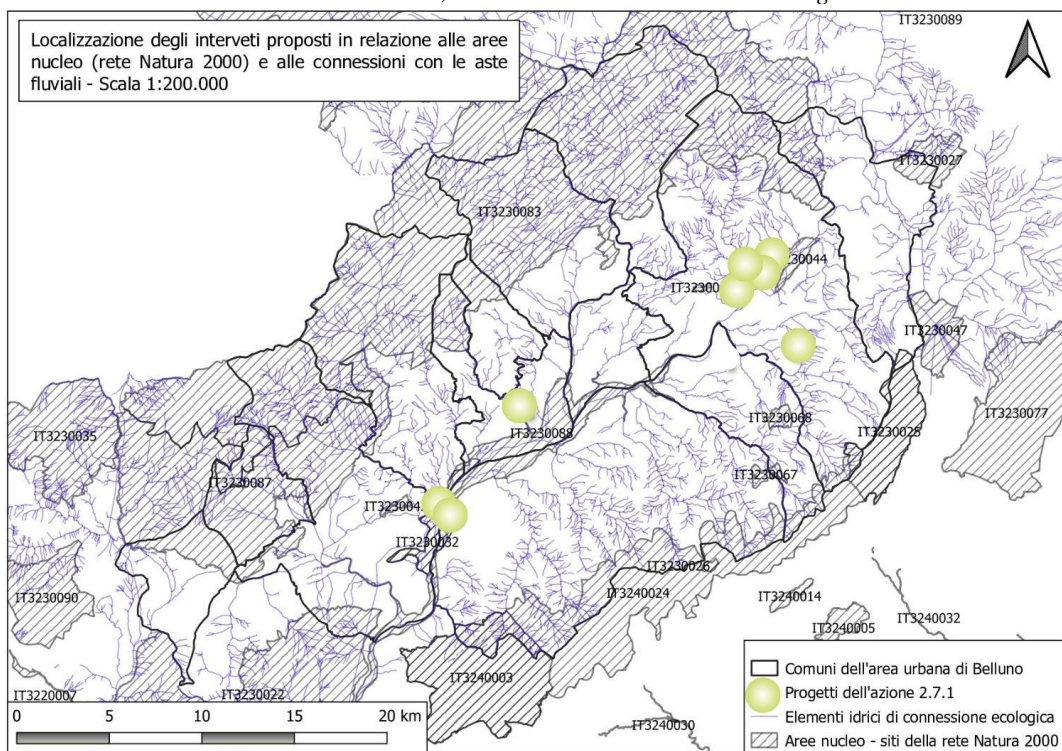 IT3230089
Localizzazione degli interveti proposti in relazione alle aree
nucleo (rete Natura 2000) e alle connessioni con le aste
fluviali - Scala 1:200.000
IT3230027
IT3230083
30044
IT32300
IT3230047
IT3230077
IT3230068
IT3230025
IT3230088
IT3230035
IT3230067
IT3230087
IT323004
IT3230032
IT3230026
IT3230090
IT3240024
IT3240014
IT3240032
IT3240005
IT3240003
IT3220007
IT3230022
IT3240030
0 5 10 15 20 km
Comuni dell'area urbana di Belluno
Progetti dell'azione 2.7.1
Elementi idrici di connessione ecologica
Aree nucleo - siti della rete Natura 2000